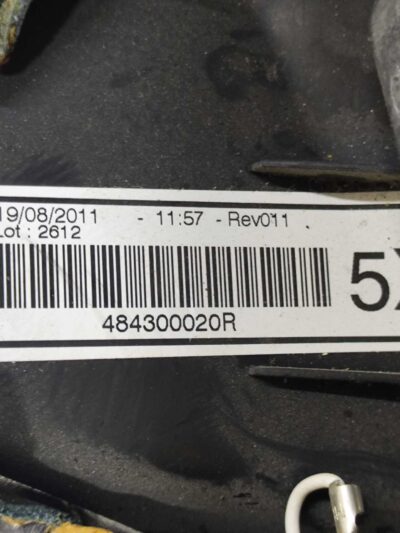 19/08/2011 - 11:57 - Rev011
Lot : 2612
484300020R
5X